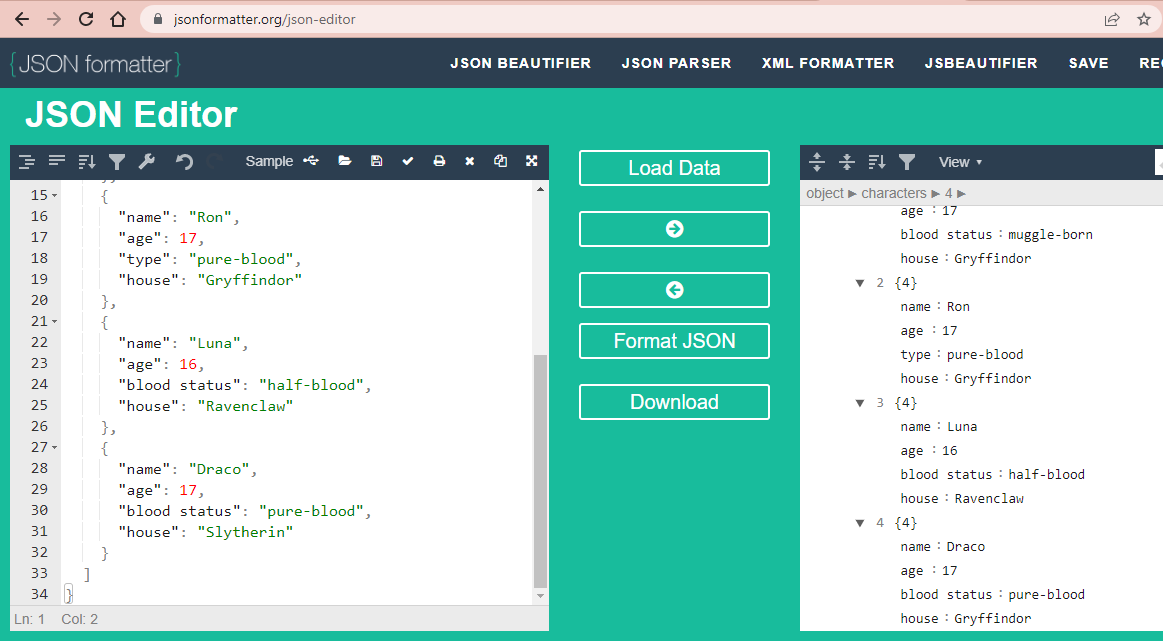 jsonformatter.org/json-editor
{JSON formatter}
JSON BEAUTIFIER JSON PARSER XML FORMATTER JSBEAUTIFIER SAVE RE
JSON Editor
Sample
15 {
16 "name": "Ron",
17 "age": 17,
18 "type": "pure-blood",
19 "house": "Gryffindor"
20 },
21 {
22 "name": "Luna",
23 "age": 16,
24 "blood status": "half-blood",
25 "house": "Ravenclaw"
26 },
27 {
28 "name": "Draco",
29 "age": 17,
30 "blood status": "pure-blood",
31 "house": "Slytherin"
32 }
33 ]
34 }
Ln: 1 Col: 2
Load Data
Format JSON
Download
View ▾
object ► characters ► 4 ►
age : 17
blood status : muggle-born
house : Gryffindor
▼ 2 {4}
name : Ron
age : 17
type : pure-blood
house : Gryffindor
▼ 3 {4}
name : Luna
age : 16
blood status : half-blood
house : Ravenclaw
▼ 4 {4}
name : Draco
age : 17
blood status : pure-blood
house : Gryffindor